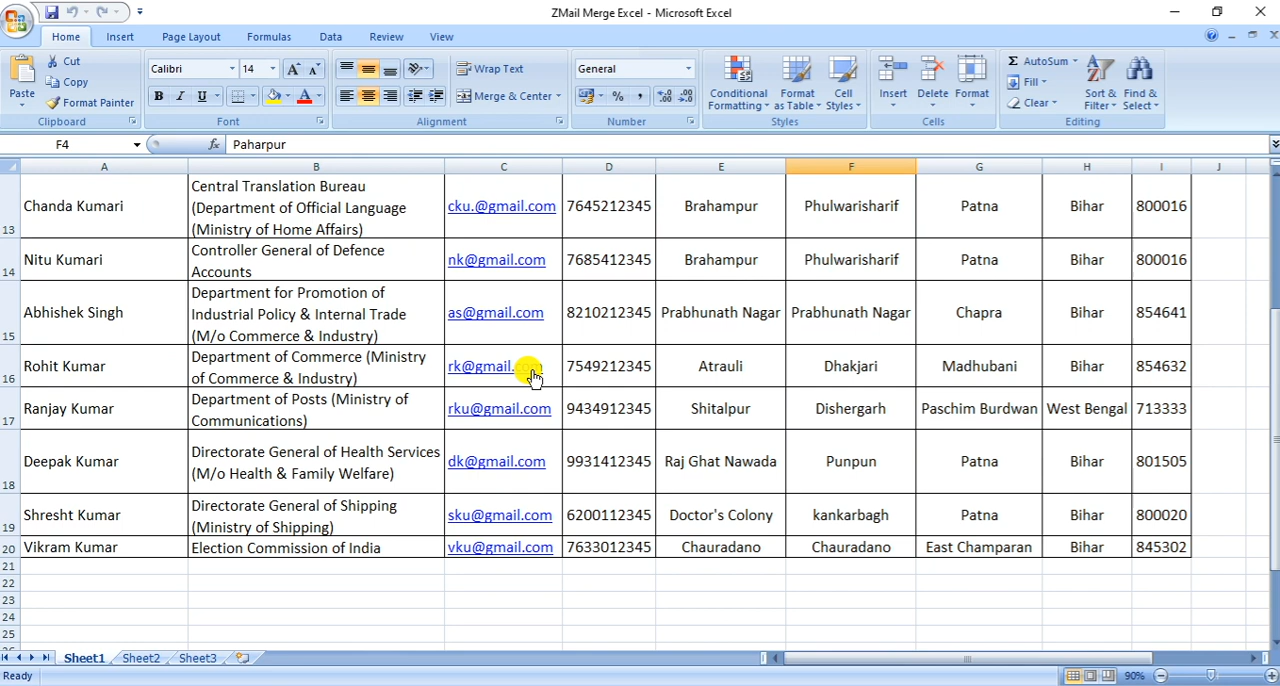 ZMail Merge Excel - Microsoft Excel
Home Insert Page Layout Formulas Data Review View
Paste Cut Copy Format Painter Clipboard
Calibri 14 A A B I U A Font
Wrap Text Merge & Center Alignment
General % , Number
Conditional Formatting Format as Table Cell Styles Styles
Insert Delete Format Cells
Σ AutoSum Fill Clear Sort & Filter Find & Select Editing
F4 fx Paharpur
A B C D E F G H I J
Central Translation Bureau
13 Chanda Kumari (Department of Official Language cku.@gmail.com 7645212345 Brahampur Phulwarisharif Patna Bihar 800016
(Ministry of Home Affairs)
Controller General of Defence
14 Nitu Kumari Accounts nk@gmail.com 7685412345 Brahampur Phulwarisharif Patna Bihar 800016
Department for Promotion of
15 Abhishek Singh Industrial Policy & Internal Trade as@gmail.com 8210212345 Prabhunath Nagar Prabhunath Nagar Chapra Bihar 854641
(M/o Commerce & Industry)
Department of Commerce (Ministry
16 Rohit Kumar of Commerce & Industry) rk@gmail. 7549212345 Atrauli Dhakjari Madhubani Bihar 854632
Department of Posts (Ministry of
17 Ranjay Kumar Communications) rku@gmail.com 9434912345 Shitalpur Dishergarh Paschim Burdwan West Bengal 713333
Directorate General of Health Services
18 Deepak Kumar (M/o Health & Family Welfare) dk@gmail.com 9931412345 Raj Ghat Nawada Punpun Patna Bihar 801505
Directorate General of Shipping
19 Shresht Kumar (Ministry of Shipping) sku@gmail.com 6200112345 Doctor's Colony kankarbagh Patna Bihar 800020
20 Vikram Kumar Election Commission of India vku@gmail.com 7633012345 Chauradano Chauradano East Champaran Bihar 845302
21
22
23
24
25
Sheet1 Sheet2 Sheet3
Ready 90%